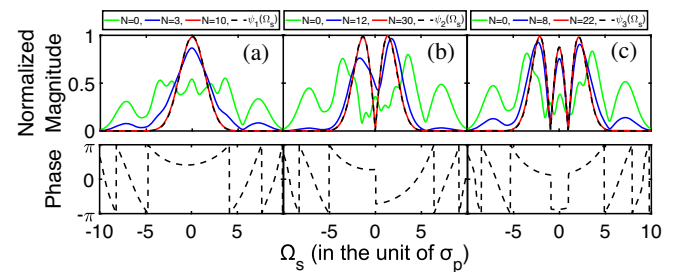 N=0, N=3, N=10, ψ₁(Ωₛ)
N=0, N=12, N=30, ψ₂(Ωₛ)
N=0, N=8, N=22, ψ₃(Ωₛ)
Normalized
Magnitude
1
0.5
0
(a)
(b)
(c)
Phase
π
0
-π
-10 -5 0 5 -5 0 5 -5 0 5 10
Ωₛ (in the unit of σₚ)